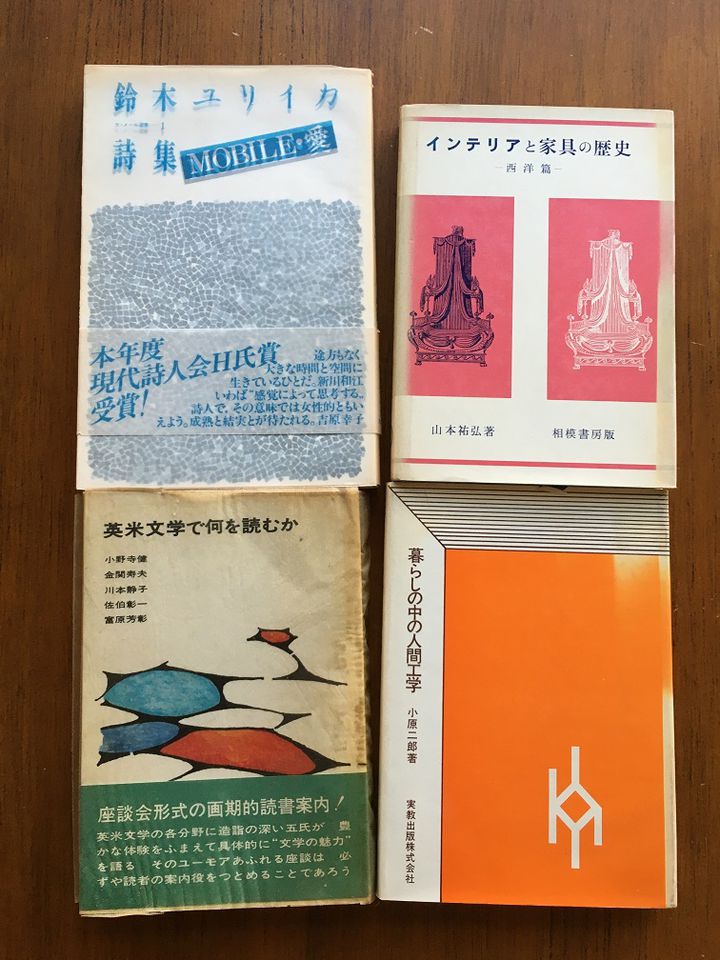 鈴木ユリイカ
詩集
MOBILE・愛
本年度
現代詩人会H氏賞
受賞!
途方もなく
大きな時間と空間に
生きているひとだ。新川和江
いわば"感覚によって思考する"
詩人で、その意味では女性的ともい
えよう。成熟と結実とが待たれる。吉原幸子
インテリアと家具の歴史
—西洋篇—
山本祐弘著
相模書房版
英米文学で何を読むか
小野寺健
金関寿夫
川本静子
佐伯彰一
富原芳彰
座談会形式の画期的読書案内!
英米文学の各分野に造詣の深い五氏が 豊
かな体験をふまえて具体的に"文学の魅力"
を語る そのユーモアあふれる座談は 必
ずや読者の案内役をつとめることであろう
暮らしの中の人間工学
小原二郎著
実教出版株式会社